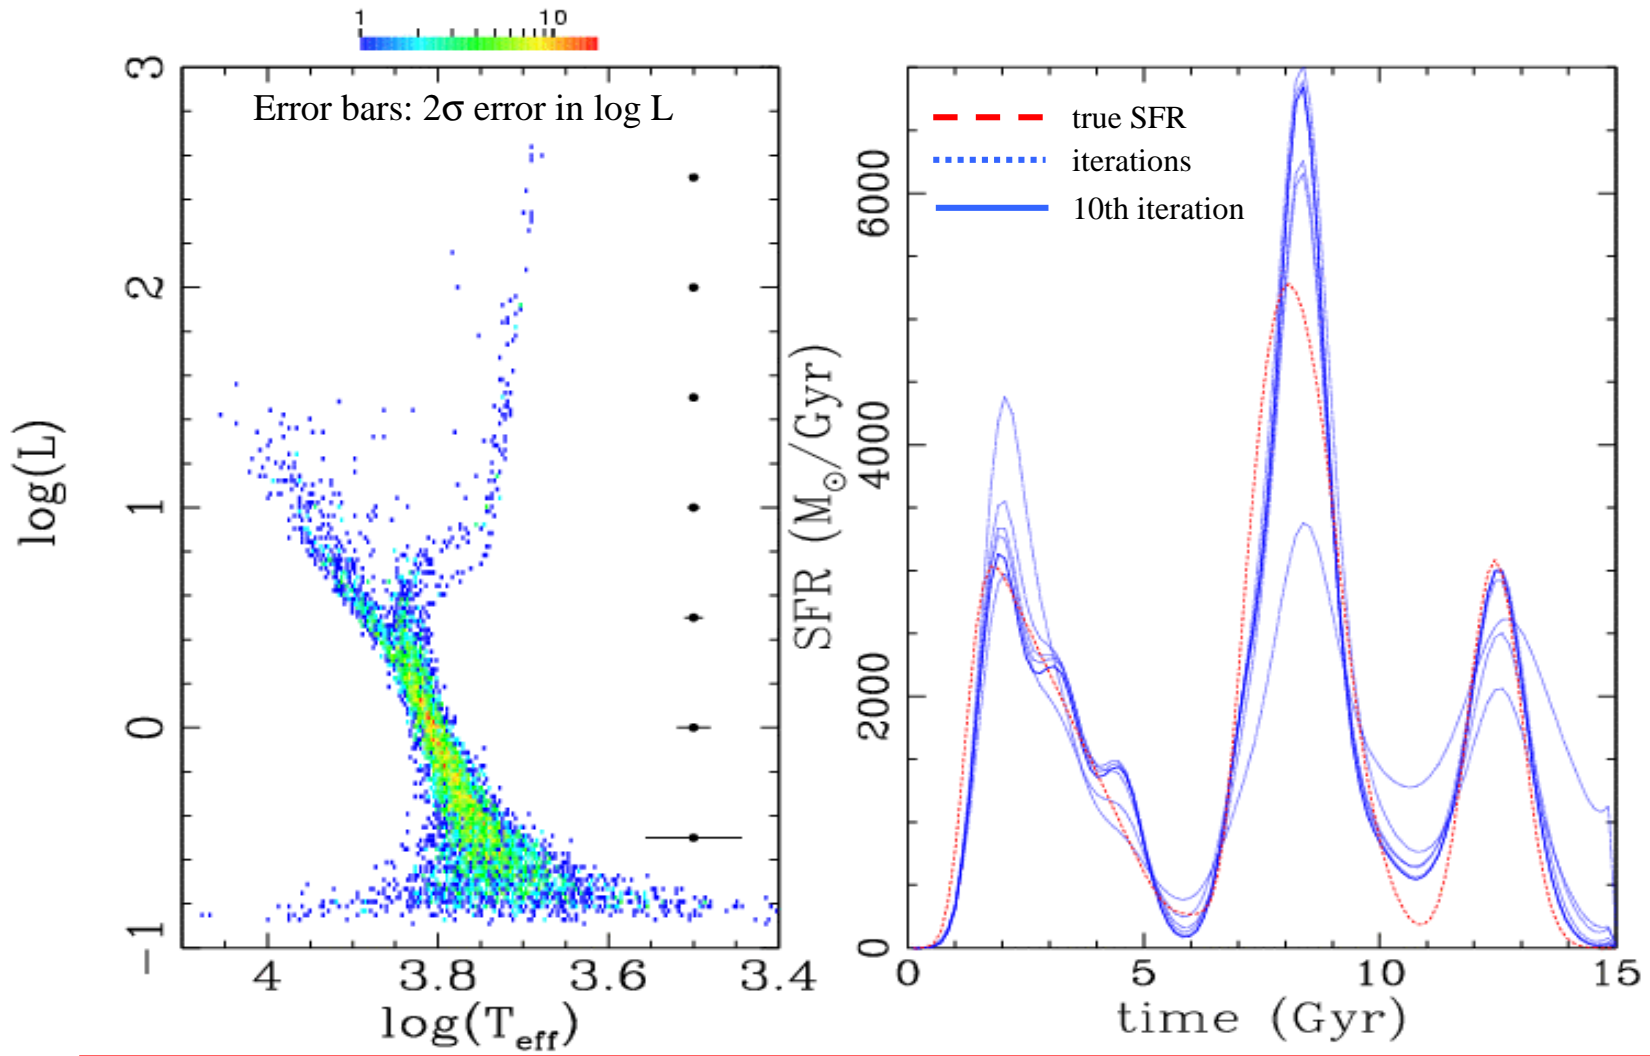 1 10
Error bars: 2σ error in log L
3
2
1
0
−1
log(L)
4 3.8 3.6 3.4
log(T_eff)
true SFR
iterations
10th iteration
6000
4000
2000
0
SFR (M_⊙/Gyr)
0 5 10 15
time (Gyr)